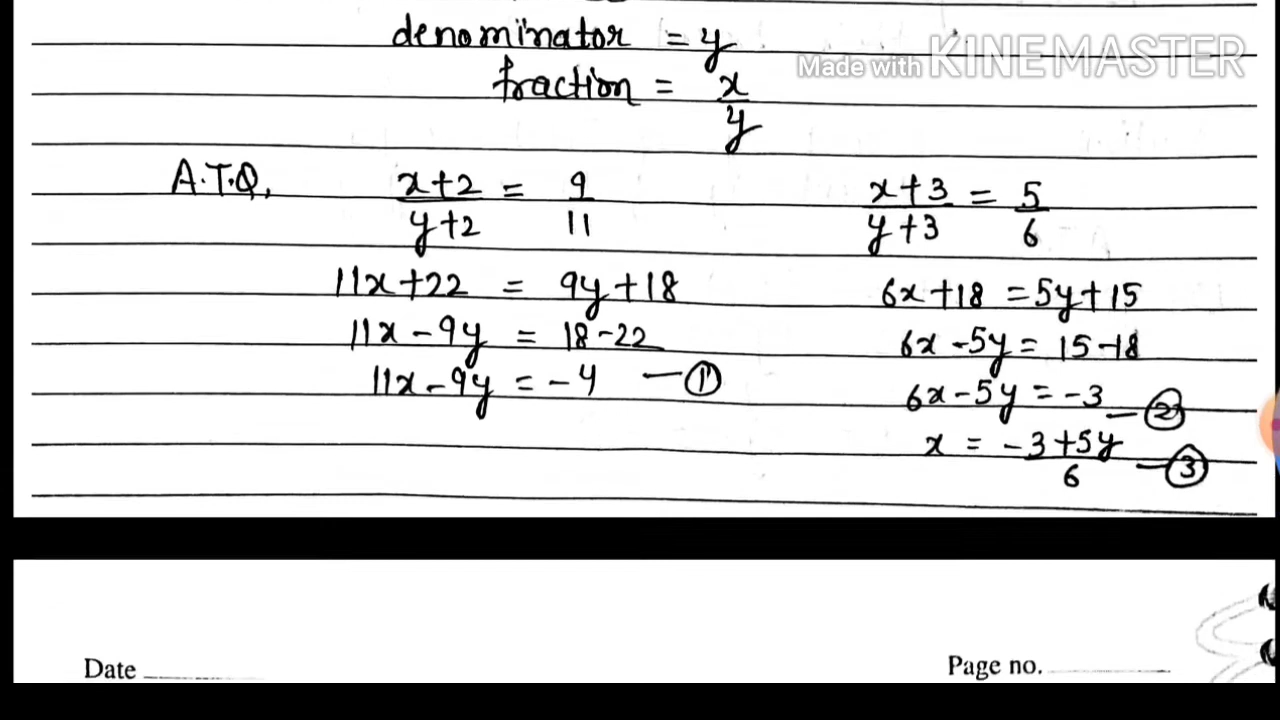 denominator = y
Made with KINEMASTER
fraction = x/y
A.T.Q, x+2/y+2 = 9/11 x+3/y+3 = 5/6
11x+22 = 9y+18 6x+18 = 5y+15
11x-9y = 18-22 6x-5y = 15-18
11x-9y = -4 — ① 6x-5y = -3 — ②
x = -3+5y/6 — ③
Date
Page no.